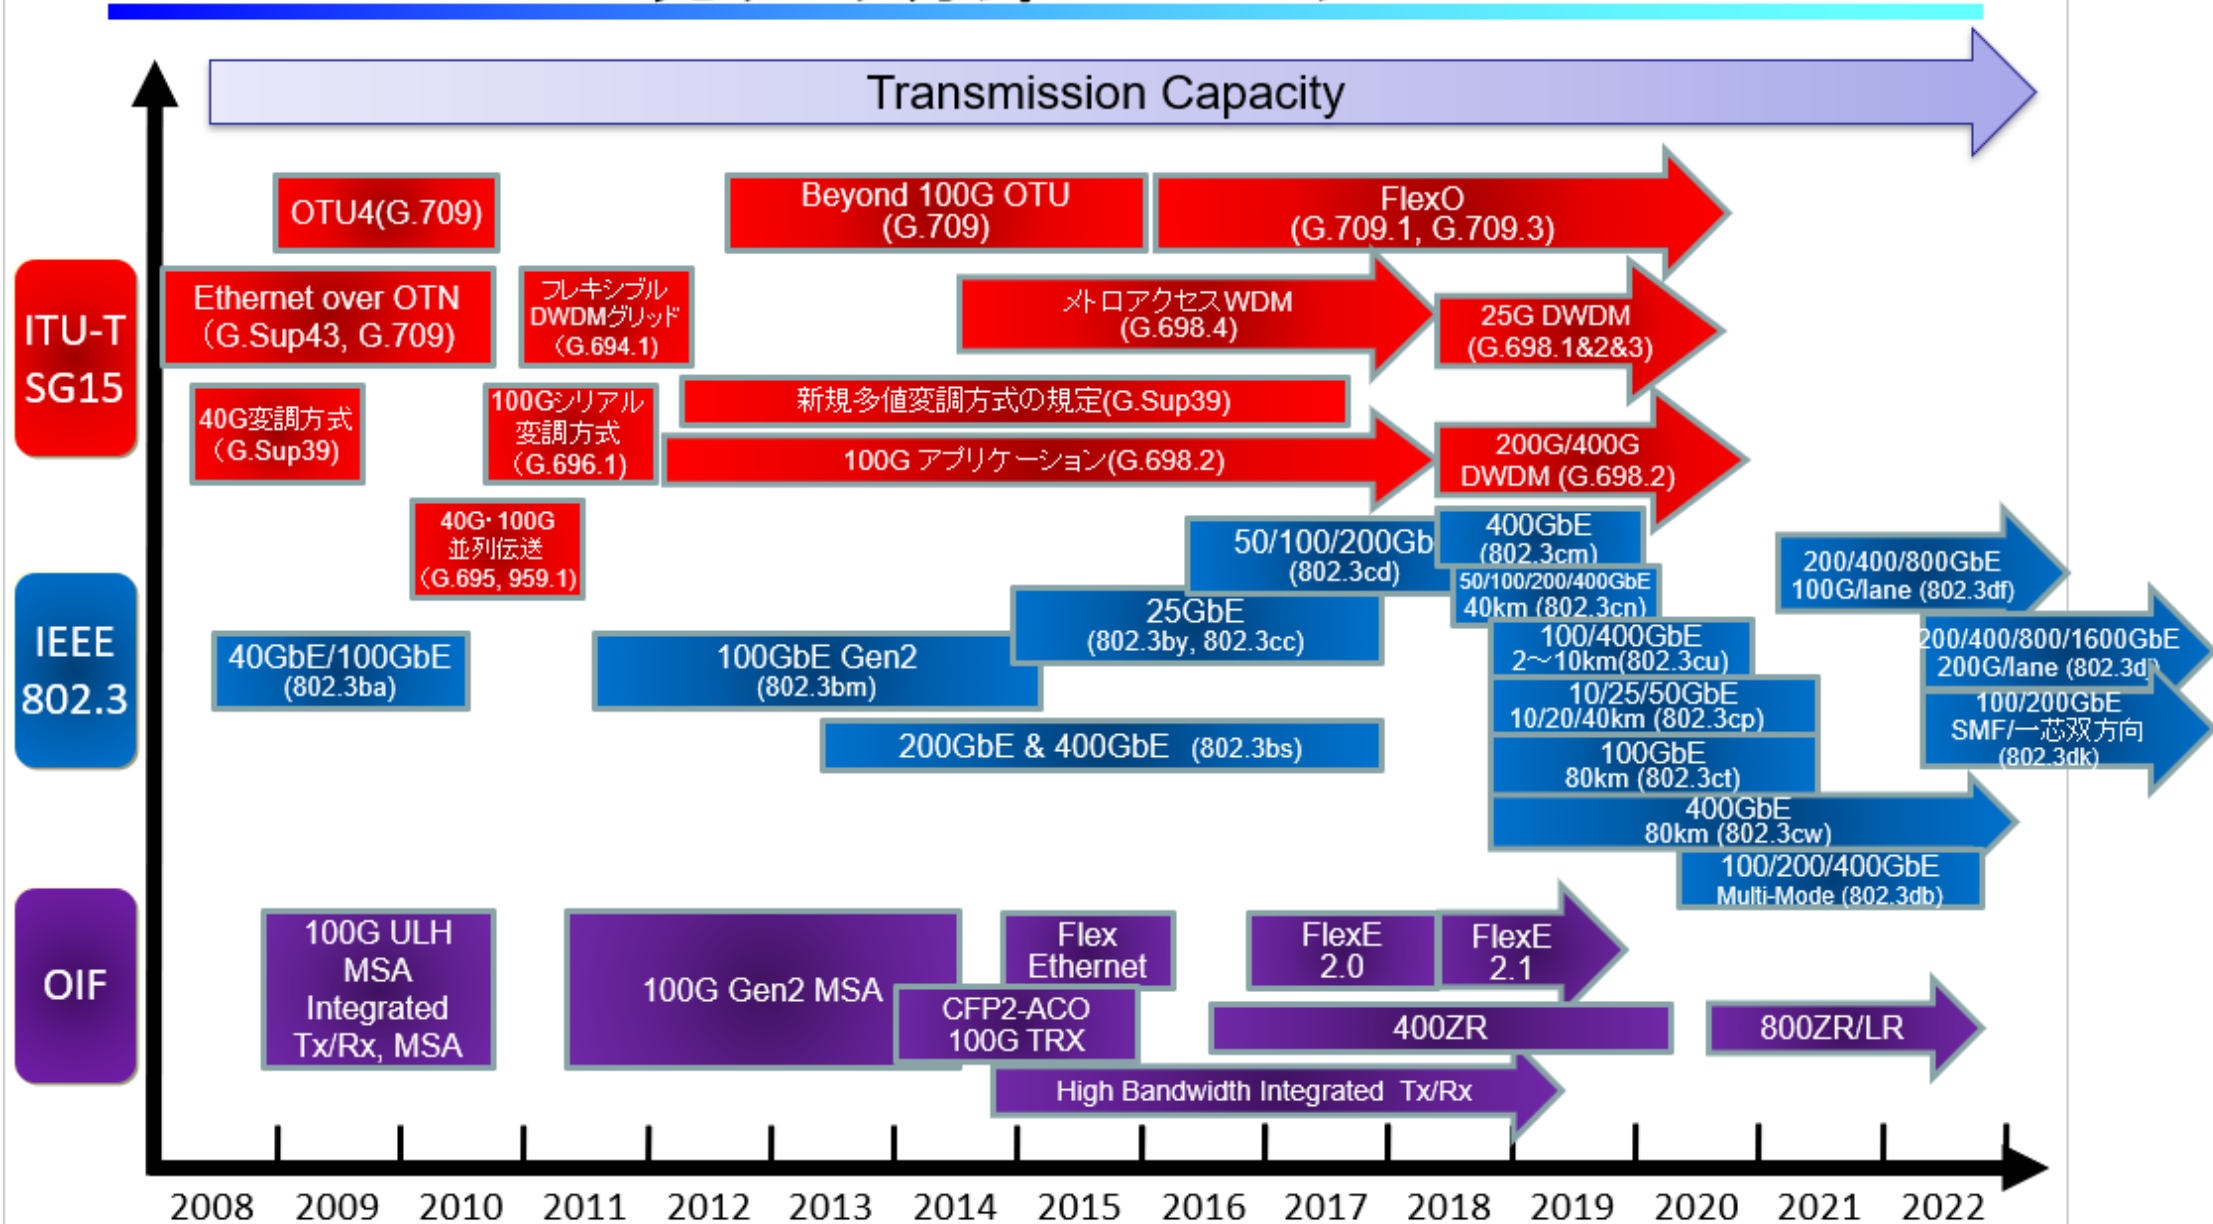 Transmission Capacity
OTU4(G.709)
Beyond 100G OTU
(G.709)
FlexO
(G.709.1, G.709.3)
ITU-T
SG15
Ethernet over OTN
（G.Sup43, G.709)
フレキシブル
DWDMグリッド
（G.694.1)
メトロアクセスWDM
(G.698.4)
25G DWDM
(G.698.1&2&3)
40G変調方式
（G.Sup39)
100Gシリアル
変調方式
（G.696.1)
新規多値変調方式の規定(G.Sup39)
100G アプリケーション(G.698.2)
200G/400G
DWDM (G.698.2)
40G･100G
並列伝送
（G.695, 959.1)
IEEE
802.3
40GbE/100GbE
(802.3ba)
100GbE Gen2
(802.3bm)
200GbE & 400GbE (802.3bs)
25GbE
(802.3by, 802.3cc)
50/100/200Gb
(802.3cd)
400GbE
(802.3cm)
50/100/200/400GbE
40km (802.3cn)
100/400GbE
2～10km(802.3cu)
10/25/50GbE
10/20/40km (802.3cp)
100GbE
80km (802.3ct)
400GbE
80km (802.3cw)
100/200/400GbE
Multi-Mode (802.3db)
200/400/800GbE
100G/lane (802.3df)
200/400/800/1600GbE
200G/lane
100/200GbE
SMF/一芯双方向
(802.3dk)
OIF
100G ULH
MSA
Integrated
Tx/Rx, MSA
100G Gen2 MSA
Flex
Ethernet
CFP2-ACO
100G TRX
FlexE
2.0
FlexE
2.1
400ZR
800ZR/LR
High Bandwidth Integrated Tx/Rx
2008 2009 2010 2011 2012 2013 2014 2015 2016 2017 2018 2019 2020 2021 2022